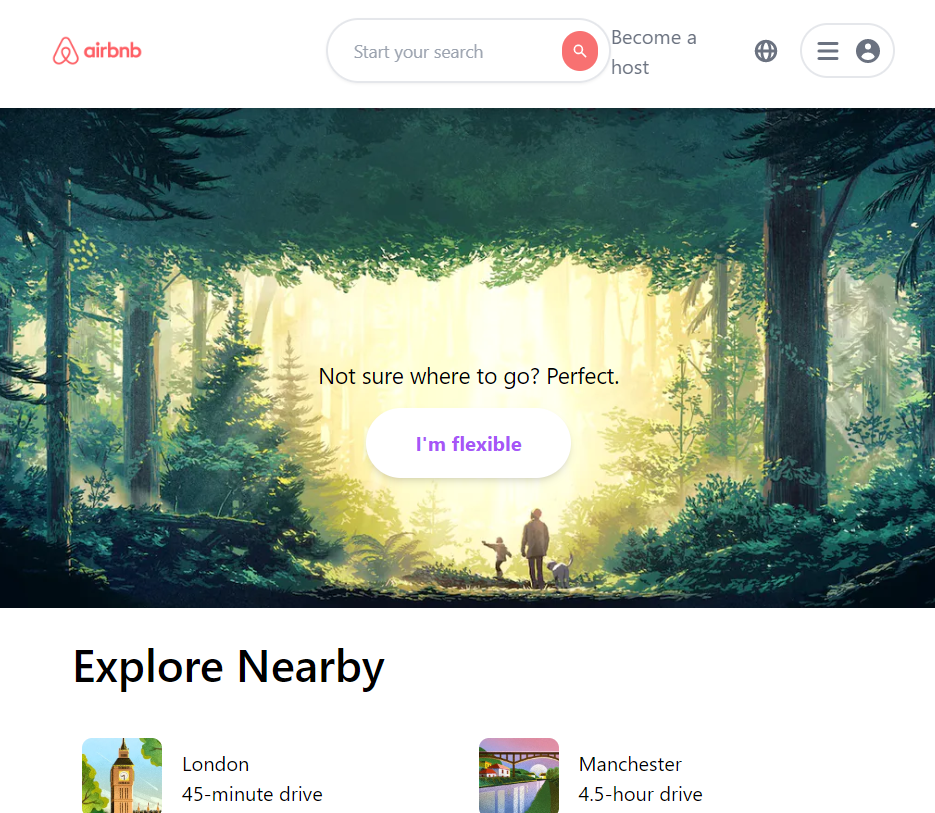 airbnb
Start your search
Become a
host
Not sure where to go? Perfect.
I'm flexible
Explore Nearby
London
45-minute drive
Manchester
4.5-hour drive